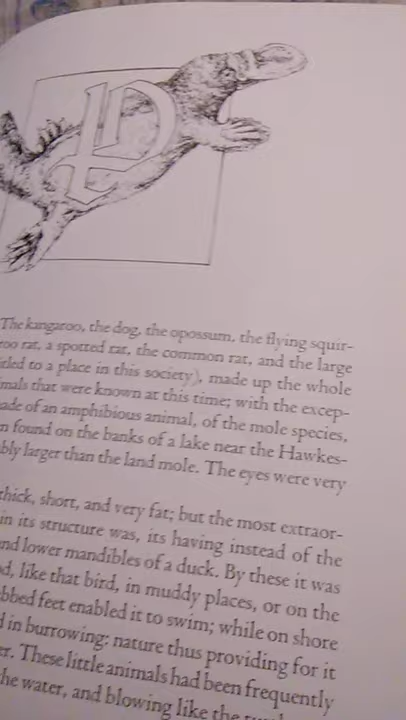 P
The kangaroo, the dog, the opossum, the flying squir-
roo rat, a spotted rat, the common rat, and the large
itled to a place in this society), made up the whole
imals that were known at this time; with the excep-
ade of an amphibious animal, of the mole species,
n found on the banks of a lake near the Hawkes-
bly larger than the land mole. The eyes were very
thick, short, and very fat; but the most extraor-
in its structure was, its having instead of the
nd lower mandibles of a duck. By these it was
d, like that bird, in muddy places, or on the
bbed feet enabled it to swim; while on shore
d in burrowing: nature thus providing for it
er. These little animals had been frequently
he water, and blowing like the